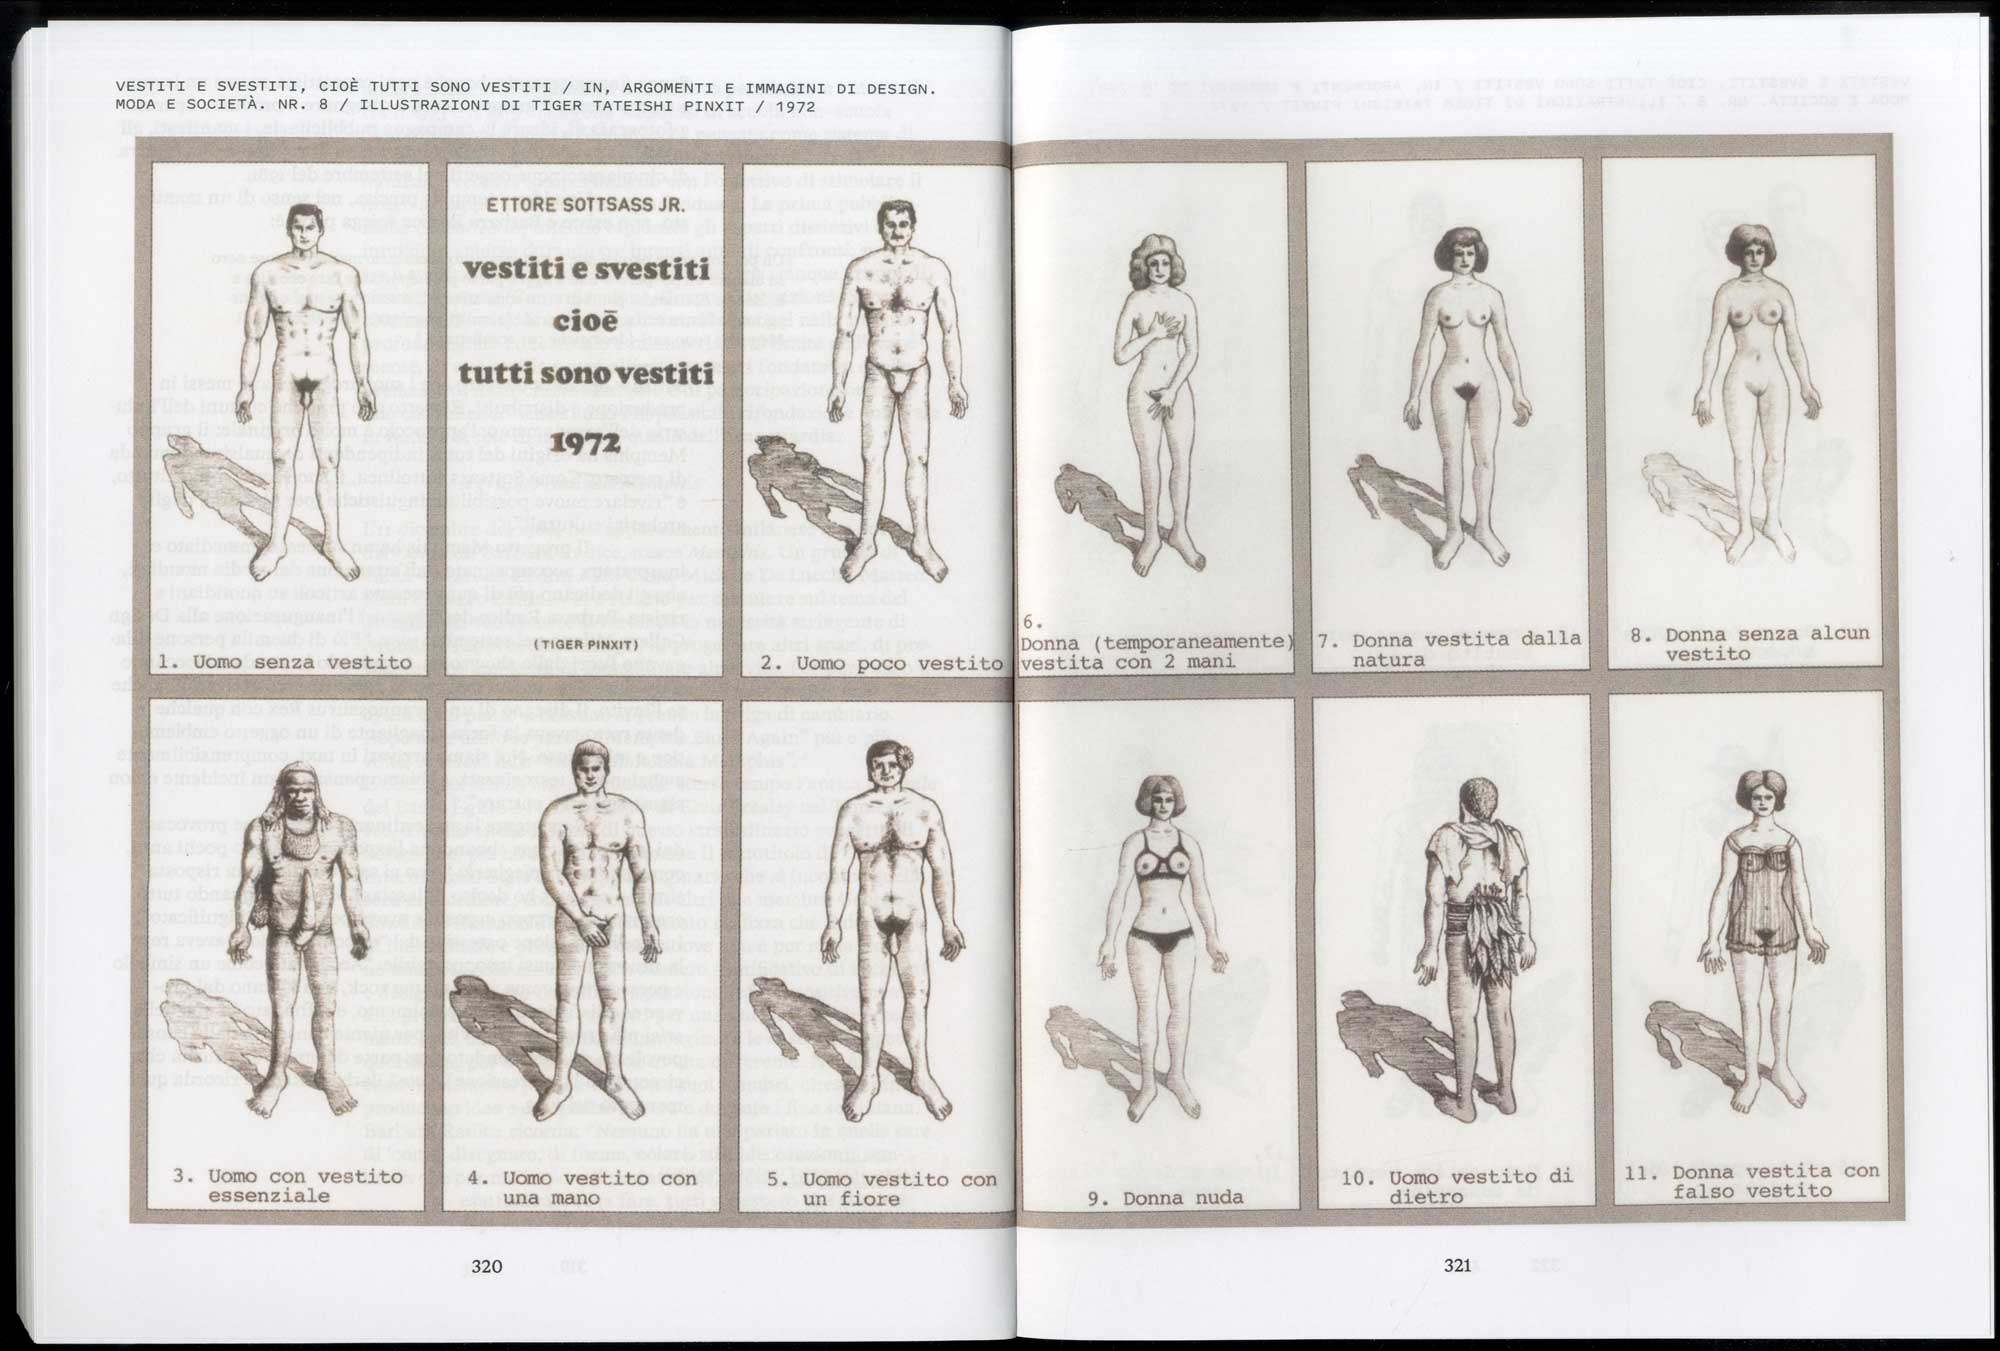 VESTITI E SVESTITI, CIOÈ TUTTI SONO VESTITI / IN, ARGOMENTI E IMMAGINI DI DESIGN.
MODA E SOCIETÀ. NR. 8 / ILLUSTRAZIONI DI TIGER TATEISHI PINXIT / 1972
ETTORE SOTTSASS JR.
vestiti e svestiti
cioē
tutti sono vestiti
1972
(TIGER PINXIT)
1. Uomo senza vestito
2. Uomo poco vestito
3. Uomo con vestito
essenziale
4. Uomo vestito con
una mano
5. Uomo vestito con
un fiore
320
6.
Donna (temporaneamente)
vestita con 2 mani
7. Donna vestita dalla
natura
8. Donna senza alcun
vestito
9. Donna nuda
10. Uomo vestito di
dietro
11. Donna vestita con
falso vestito
321